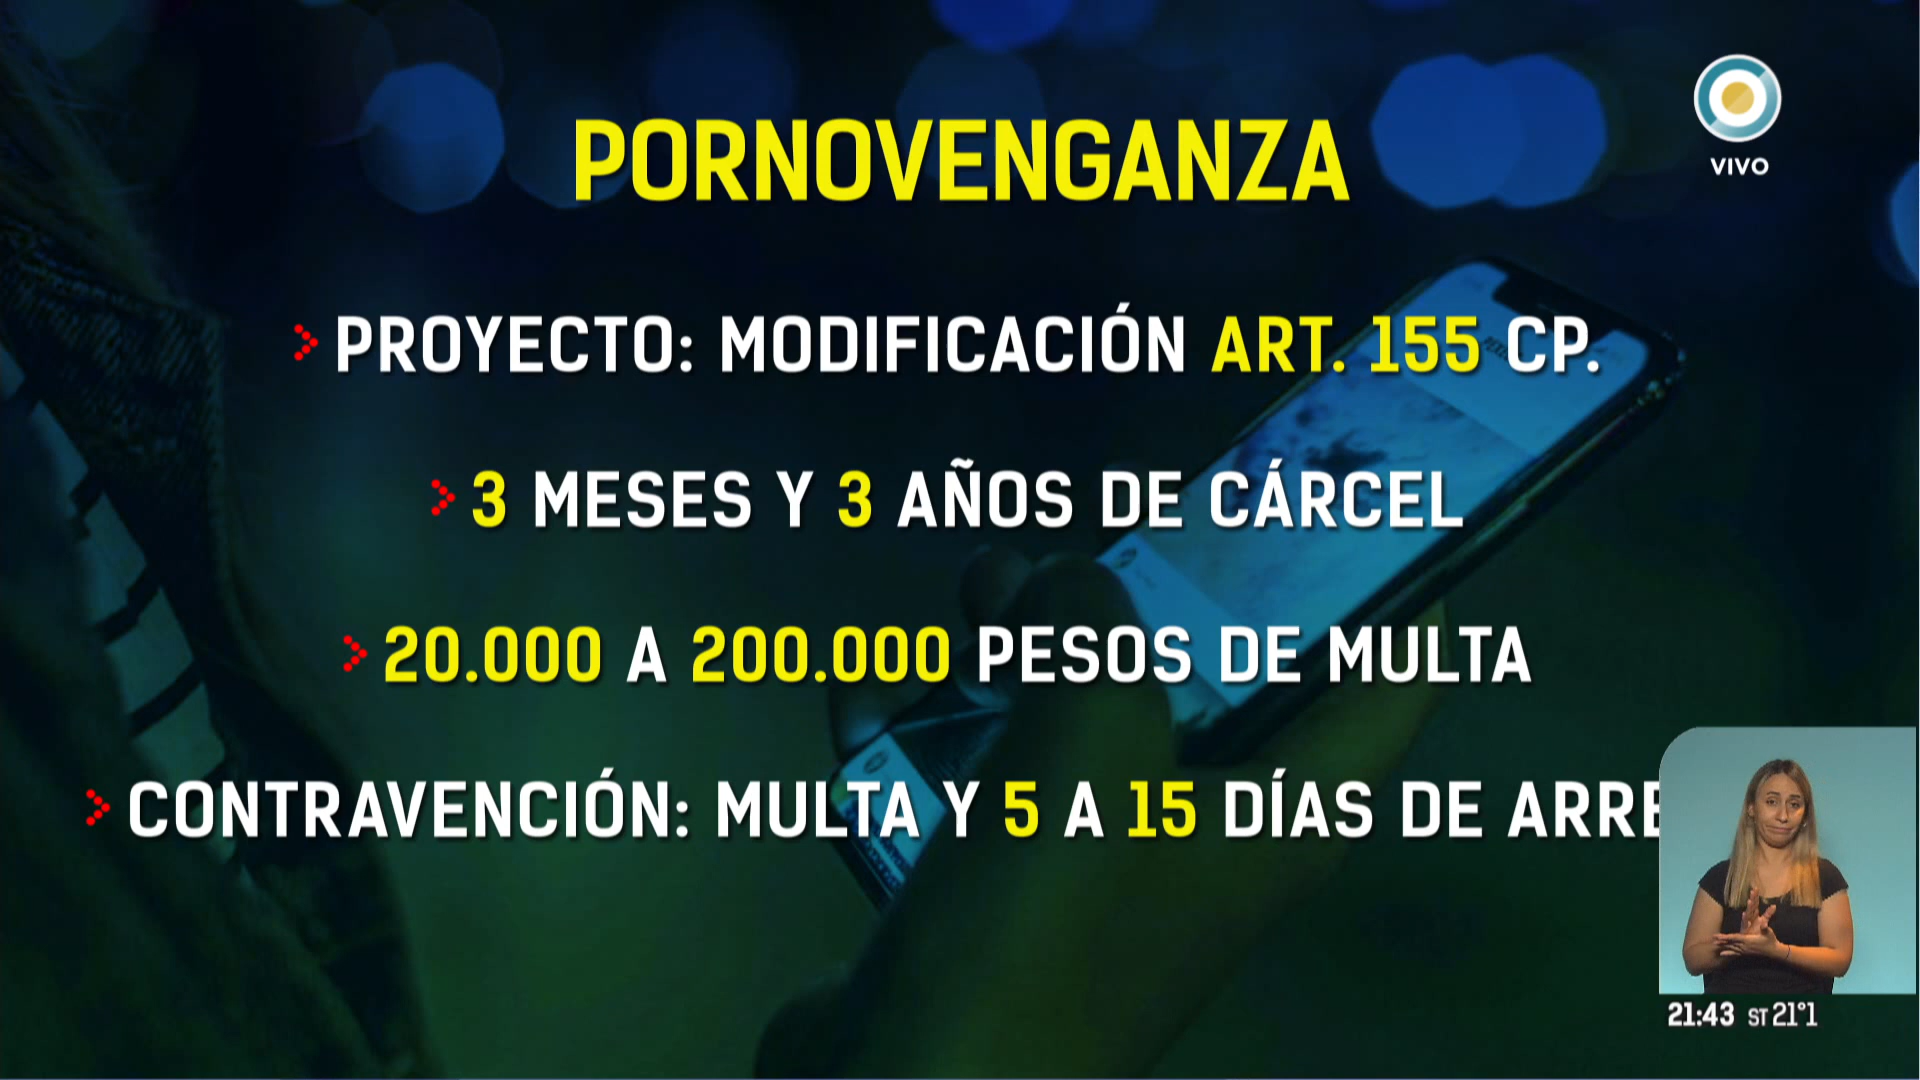 PORNOVENGANZA
VIVO
PROYECTO: MODIFICACIÓN ART. 155 CP.
3 MESES Y 3 AÑOS DE CÁRCEL
20.000 A 200.000 PESOS DE MULTA
CONTRAVENCIÓN: MULTA Y 5 A 15 DÍAS DE ARRE
21:43 ST 21°1